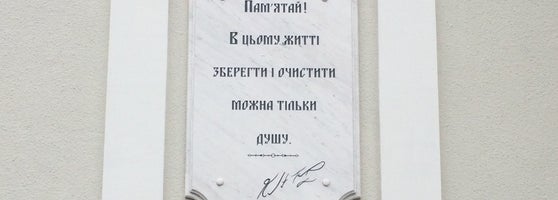 Пам'ятай!
В цьому житті
зберегти і очистити
можна тільки
душу.